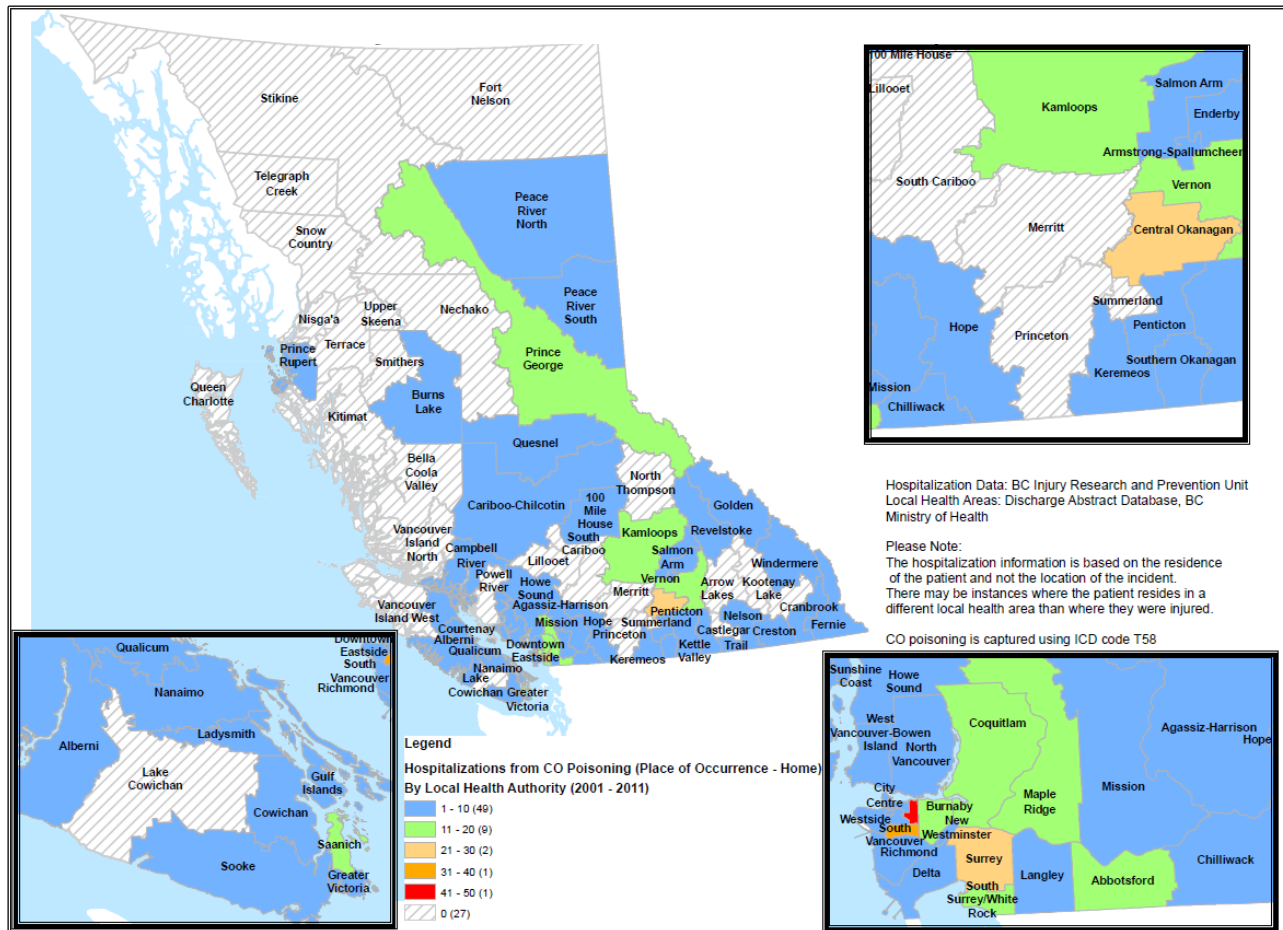 Stikine
Fort
Nelson
Telegraph
Creek
Snow
Country
Peace
River
North
Peace
River
South
Nechako
Upper
Skeena
Nisga'a
Terrace
Smithers
Prince
Rupert
Prince
George
Burns
Lake
Queen
Charlotte
Kitimat
Quesnel
Bella
Coola
Valley
North
Thompson
Cariboo-Chilcotin
100
Mile
House
South
Cariboo
Golden
Revelstoke
Kamloops
Vancouver
Island
North
Campbell
River
Lillooet
Salmon
Arm
Windermere
Powell
River
Howe
Sound
Vernon
Arrow
Lakes
Kootenay
Lake
Merritt
Vancouver
Island West
Agassiz-Harrison
Penticton
Cranbrook
Mission
Hope
Summerland
Nelson
Fernie
Courtenay
Alberni
Qualicum
Princeton
Castlegar
Creston
Trail
Downtown
Eastside
Kettle
Valley
Keremeos
Nanaimo
Lake
Cowichan
Greater
Victoria
100 Mile House
Lillooet
Kamloops
Salmon Arm
Enderby
Armstrong-Spallumcheen
South Cariboo
Vernon
Merritt
Central Okanagan
Summerland
Hope
Princeton
Penticton
Southern Okanagan
Keremeos
Mission
Chilliwack
Hospitalization Data: BC Injury Research and Prevention Unit
Local Health Areas: Discharge Abstract Database, BC
Ministry of Health
Please Note:
The hospitalization information is based on the residence
of the patient and not the location of the incident.
There may be instances where the patient resides in a
different local health area than where they were injured.
CO poisoning is captured using ICD code T58
Qualicum
Downtown
Eastside
South
Vancouver
Richmond
Nanaimo
Alberni
Ladysmith
Lake
Cowichan
Gulf
Islands
Cowichan
Saanich
Sooke
Greater
Victoria
Legend
Hospitalizations from CO Poisoning (Place of Occurrence - Home)
By Local Health Authority (2001 - 2011)
1 - 10 (49)
11 - 20 (9)
21 - 30 (2)
31 - 40 (1)
41 - 50 (1)
0 (27)
Sunshine
Coast
Howe
Sound
Coquitlam
West
Vancouver-Bowen
Island
North
Vancouver
Agassiz-Harrison
Hope
Mission
City
Centre
Maple
Ridge
Burnaby
New
Westminster
Westside
South
Vancouver
Richmond
Delta
Surrey
Langley
Abbotsford
Chilliwack
South
Surrey/White
Rock